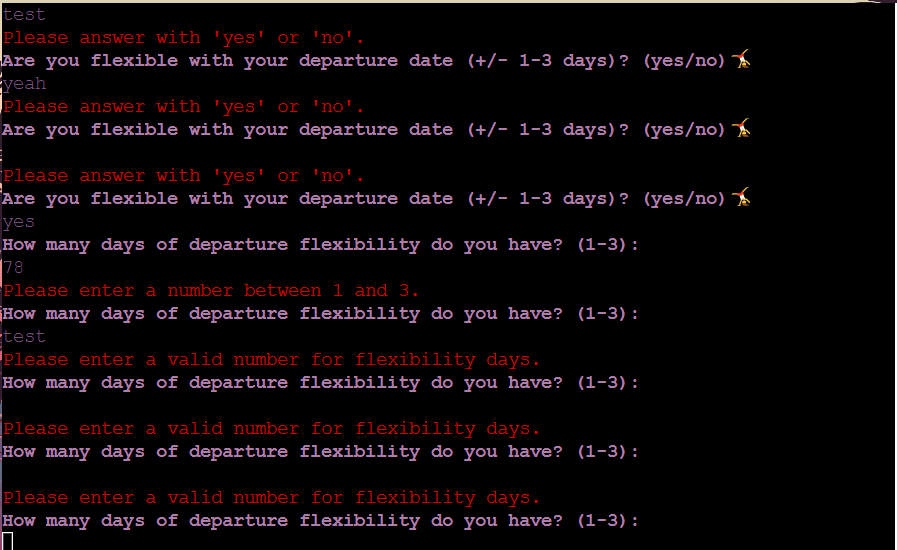 test
Please answer with 'yes' or 'no'.
Are you flexible with your departure date (+/- 1-3 days)? (yes/no)🤸
yeah
Please answer with 'yes' or 'no'.
Are you flexible with your departure date (+/- 1-3 days)? (yes/no)🤸
Please answer with 'yes' or 'no'.
Are you flexible with your departure date (+/- 1-3 days)? (yes/no)🤸
yes
How many days of departure flexibility do you have? (1-3):
78
Please enter a number between 1 and 3.
How many days of departure flexibility do you have? (1-3):
test
Please enter a valid number for flexibility days.
How many days of departure flexibility do you have? (1-3):
Please enter a valid number for flexibility days.
How many days of departure flexibility do you have? (1-3):
Please enter a valid number for flexibility days.
How many days of departure flexibility do you have? (1-3):